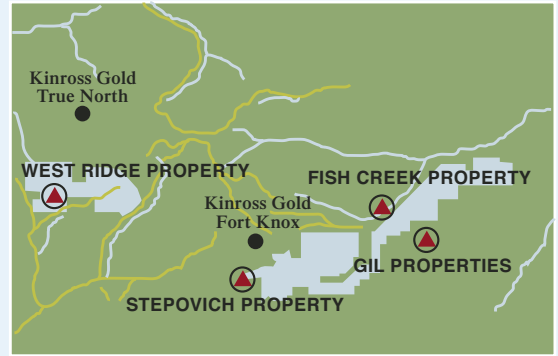 Kinross Gold
True North
WEST RIDGE PROPERTY
FISH CREEK PROPERTY
Kinross Gold
Fort Knox
GIL PROPERTIES
STEPOVICH PROPERTY